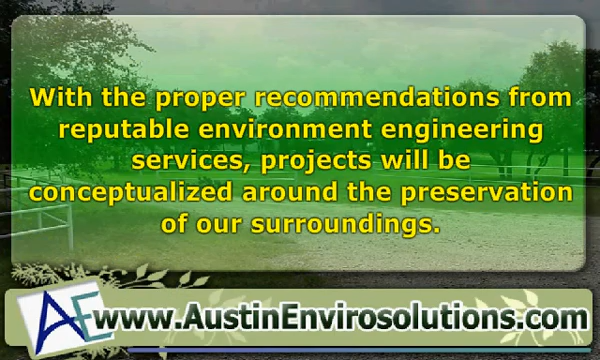 With the proper recommendations from
reputable environment engineering
services, projects will be
conceptualized around the preservation
of our surroundings.
AE www.AustinEnvirosolutions.com